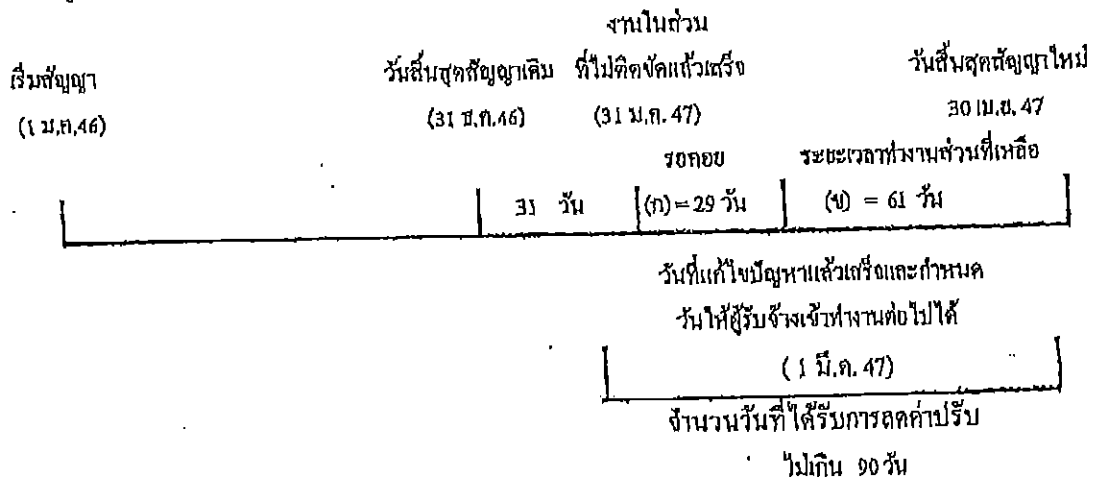 งานในส่วน
เริ่มสัญญา วันสิ้นสุดสัญญาเดิม ที่ไม่ติดขัดแล้วเสร็จ วันสิ้นสุดสัญญาใหม่
(1 ม.ค.46) (31 ธ.ค.46) (31 ม.ค. 47) 30 เม.ย. 47
รอคอย ระยะเวลาทำงานส่วนที่เหลือ
31 วัน (ก) = 29 วัน (ข) = 61 วัน
วันที่แก้ไขปัญหาแล้วเสร็จและกำหนด
วันให้ผู้รับจ้างเข้าทำงานต่อไปได้
(1 มี.ค. 47)
จำนวนวันที่ได้รับการลดค่าปรับ
ไม่เกิน 90 วัน